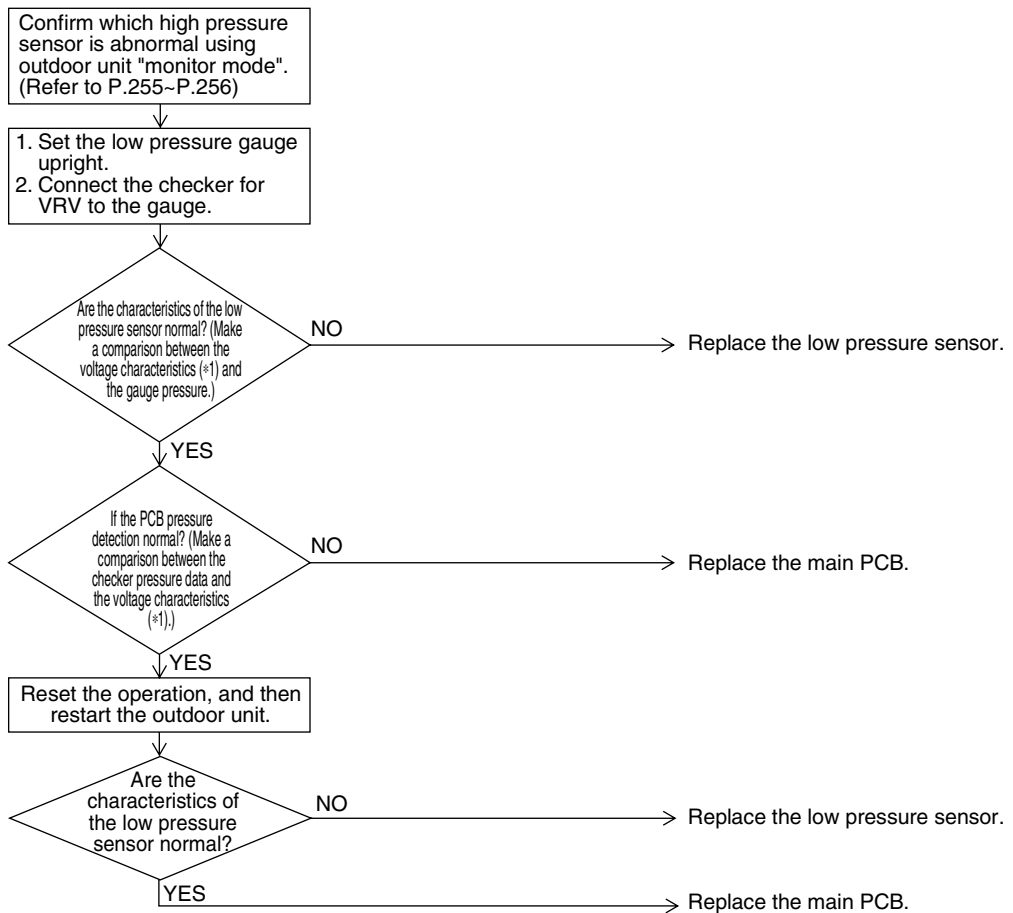 Confirm which high pressure
sensor is abnormal using
outdoor unit "monitor mode".
(Refer to P.255~P.256)
1. Set the low pressure gauge
upright.
2. Connect the checker for
VRV to the gauge.
Are the characteristics of the low
pressure sensor normal? (Make
a comparison between the
voltage characteristics (*1) and
the gauge pressure.)
NO
Replace the low pressure sensor.
YES
If the PCB pressure
detection normal? (Make a
comparison between the
checker pressure data and
the voltage characteristics
(*1).)
NO
Replace the main PCB.
YES
Reset the operation, and then
restart the outdoor unit.
Are the
characteristics of
the low pressure
sensor normal?
NO
Replace the low pressure sensor.
YES
Replace the main PCB.